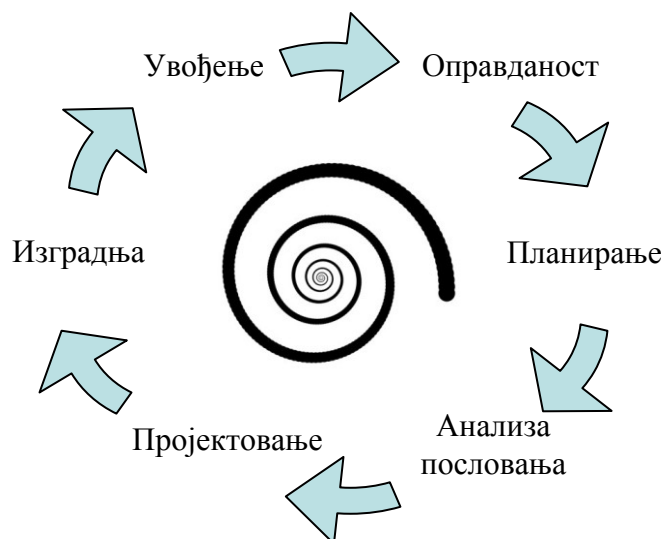 Увођење
Оправданост
Планирање
Анализа
пословања
Пројектовање
Изградња